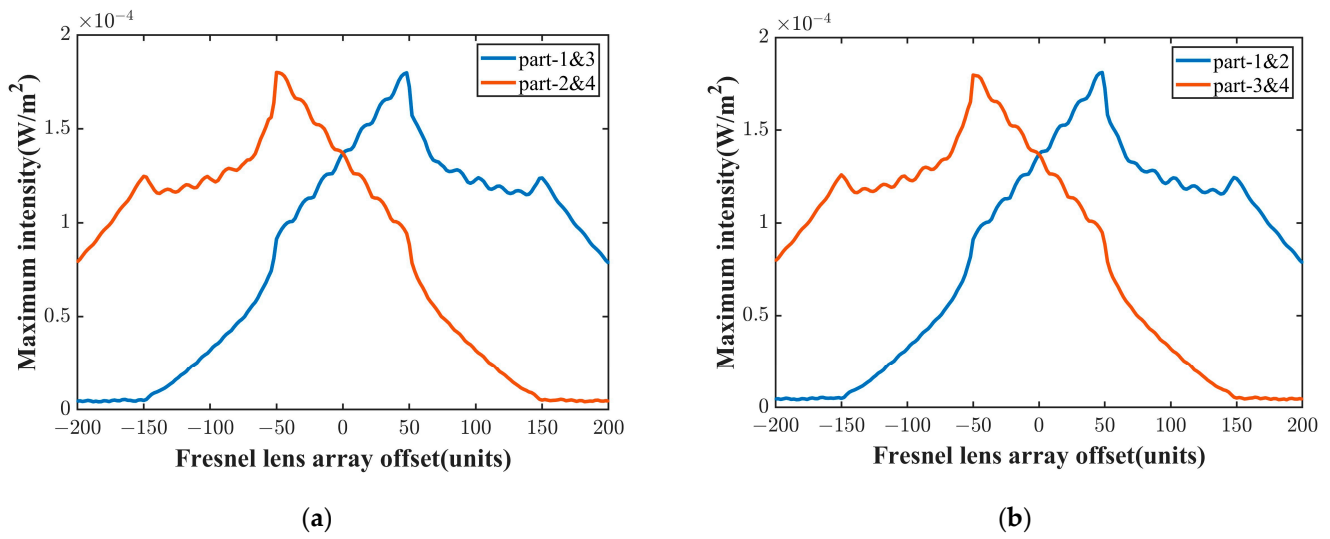 ×10⁻⁴
2
1.5
1
0.5
0
Maximum intensity(W/m²)
part-1&3
part-2&4
−200 −150 −100 −50 0 50 100 150 200
Fresnel lens array offset(units)
(a)
×10⁻⁴
2
1.5
1
0.5
0
Maximum intensity(W/m²)
part-1&2
part-3&4
−200 −150 −100 −50 0 50 100 150 200
Fresnel lens array offset(units)
(b)